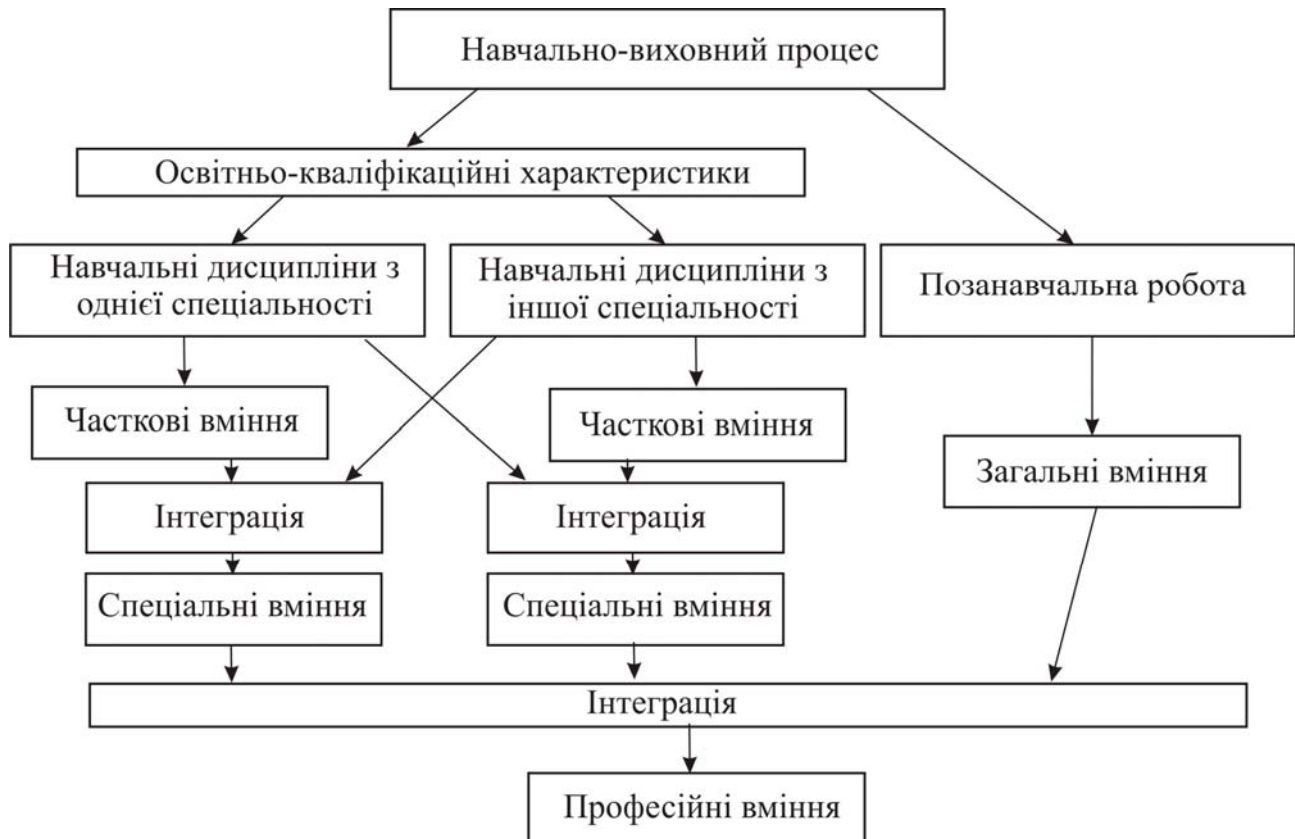 Навчально-виховний процес
Освітньо-кваліфікаційні характеристики
Навчальні дисципліни з
однієї спеціальності
Навчальні дисципліни з
іншої спеціальності
Позанавчальна робота
Часткові вміння
Часткові вміння
Загальні вміння
Інтеграція
Інтеграція
Спеціальні вміння
Спеціальні вміння
Інтеграція
Професійні вміння